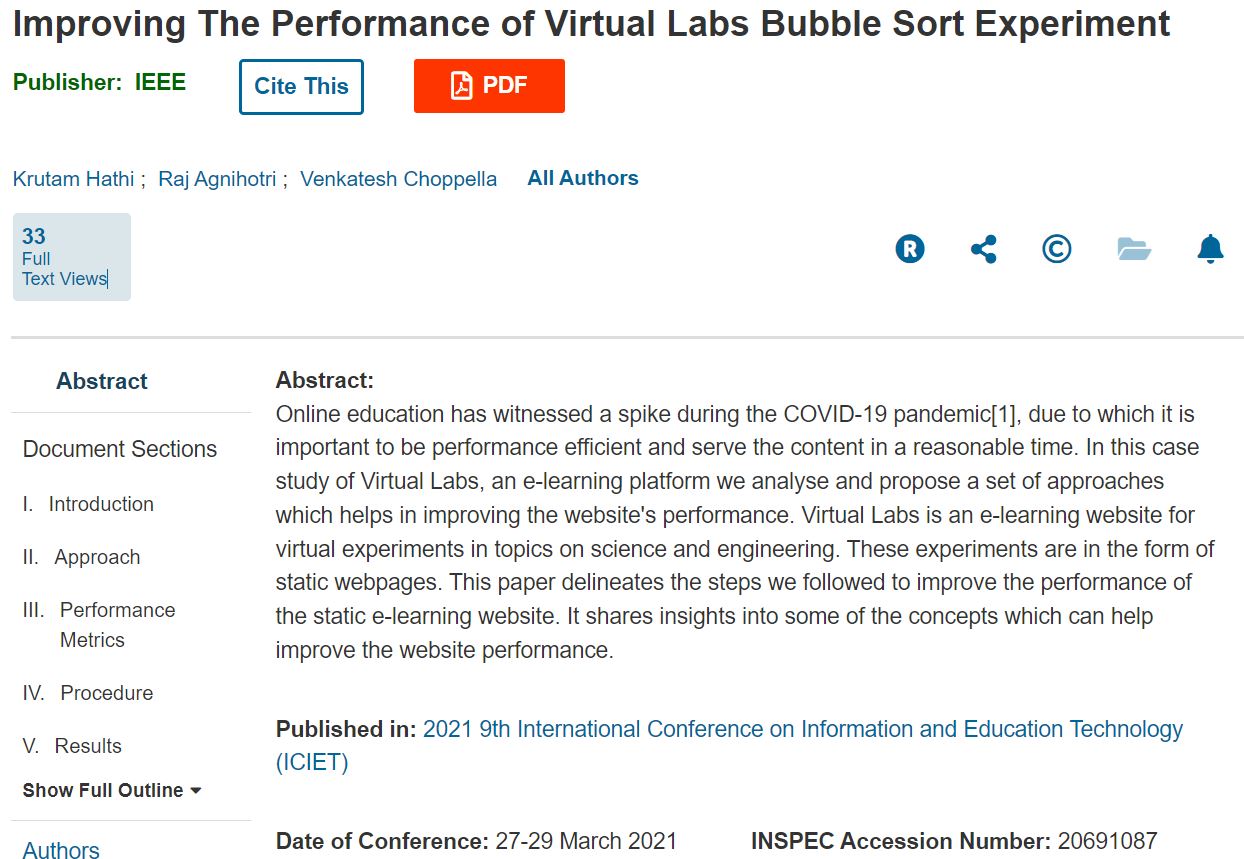 Improving The Performance of Virtual Labs Bubble Sort Experiment
Publisher: IEEE
Cite This
PDF
Krutam Hathi ; Raj Agnihotri ; Venkatesh Choppella All Authors
33
Full
Text Views
R
C
Abstract
Document Sections
I. Introduction
II. Approach
III. Performance
Metrics
IV. Procedure
V. Results
Show Full Outline
Authors
Abstract:
Online education has witnessed a spike during the COVID-19 pandemic[1], due to which it is
important to be performance efficient and serve the content in a reasonable time. In this case
study of Virtual Labs, an e-learning platform we analyse and propose a set of approaches
which helps in improving the website's performance. Virtual Labs is an e-learning website for
virtual experiments in topics on science and engineering. These experiments are in the form of
static webpages. This paper delineates the steps we followed to improve the performance of
the static e-learning website. It shares insights into some of the concepts which can help
improve the website performance.
Published in: 2021 9th International Conference on Information and Education Technology
(ICIET)
Date of Conference: 27-29 March 2021 INSPEC Accession Number: 20691087